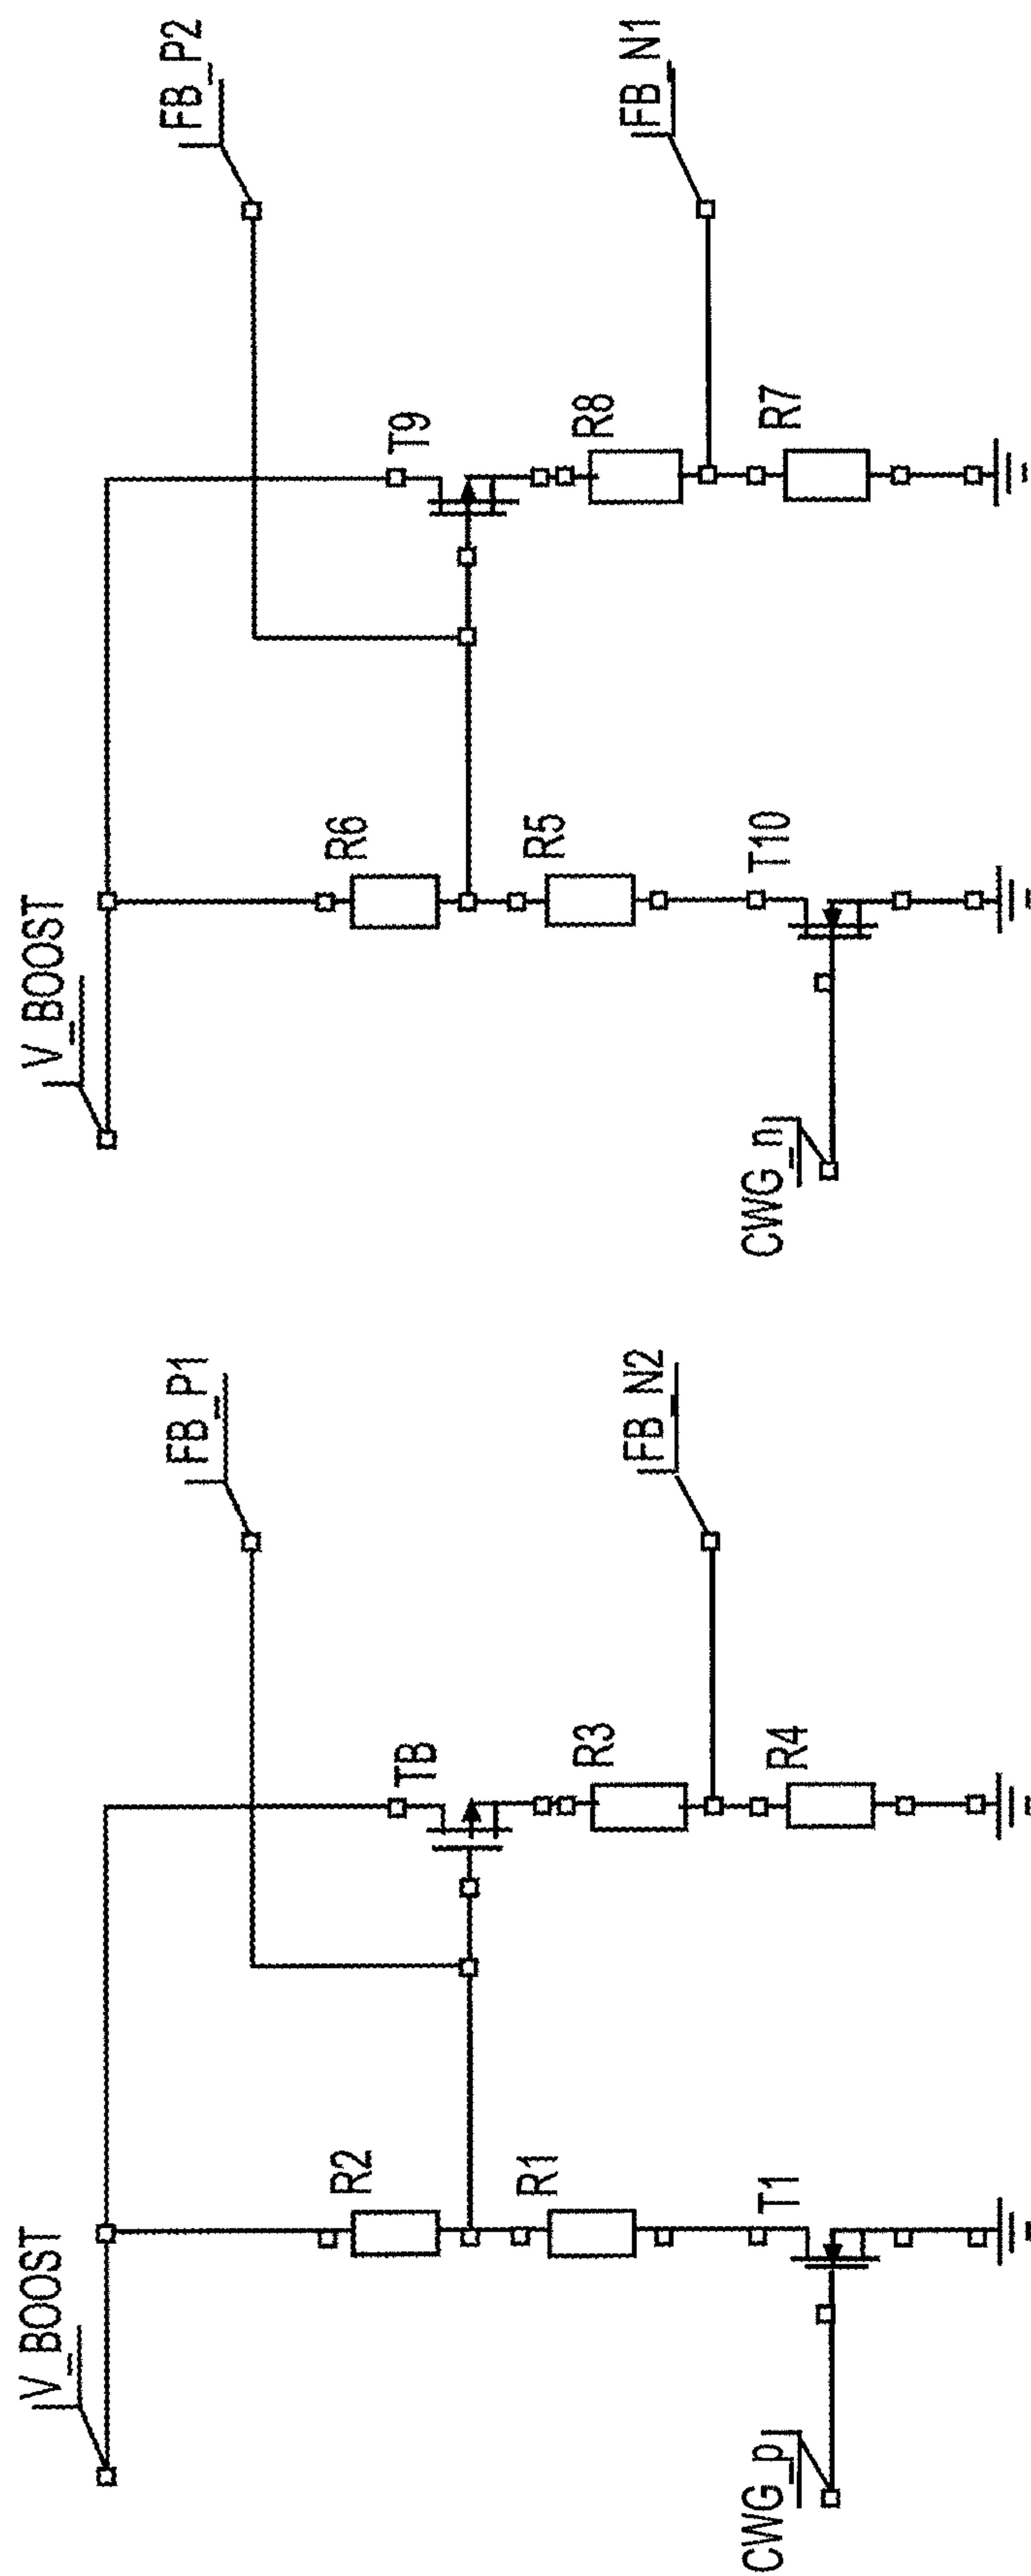 V_BOOST
FB_P1
R2
TB
R1
R3
FB_N2
T1
R4
CWG_p
V_BOOST
FB_P2
R6
T9
R5
R8
FB_N1
T10
R7
CWG_n